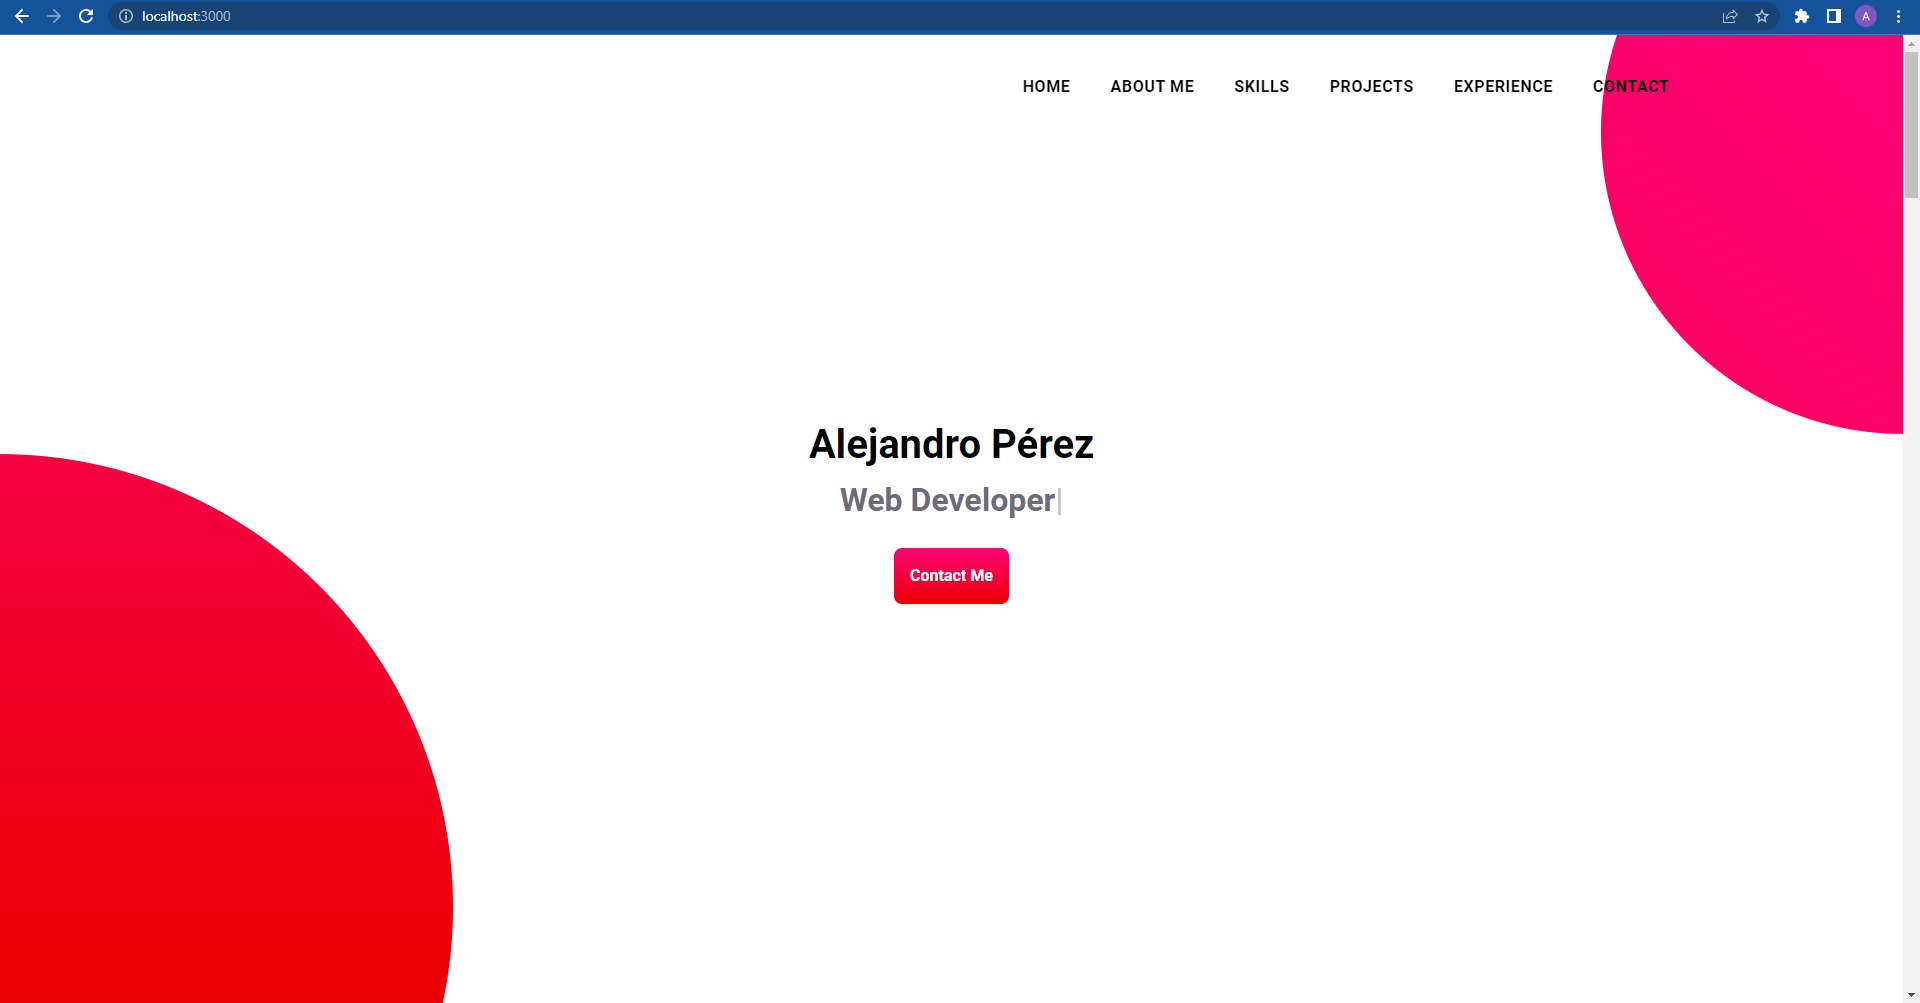 localhost:3000
A
HOME ABOUT ME SKILLS PROJECTS EXPERIENCE CONTACT
Alejandro Pérez
Web Developer|
Contact Me